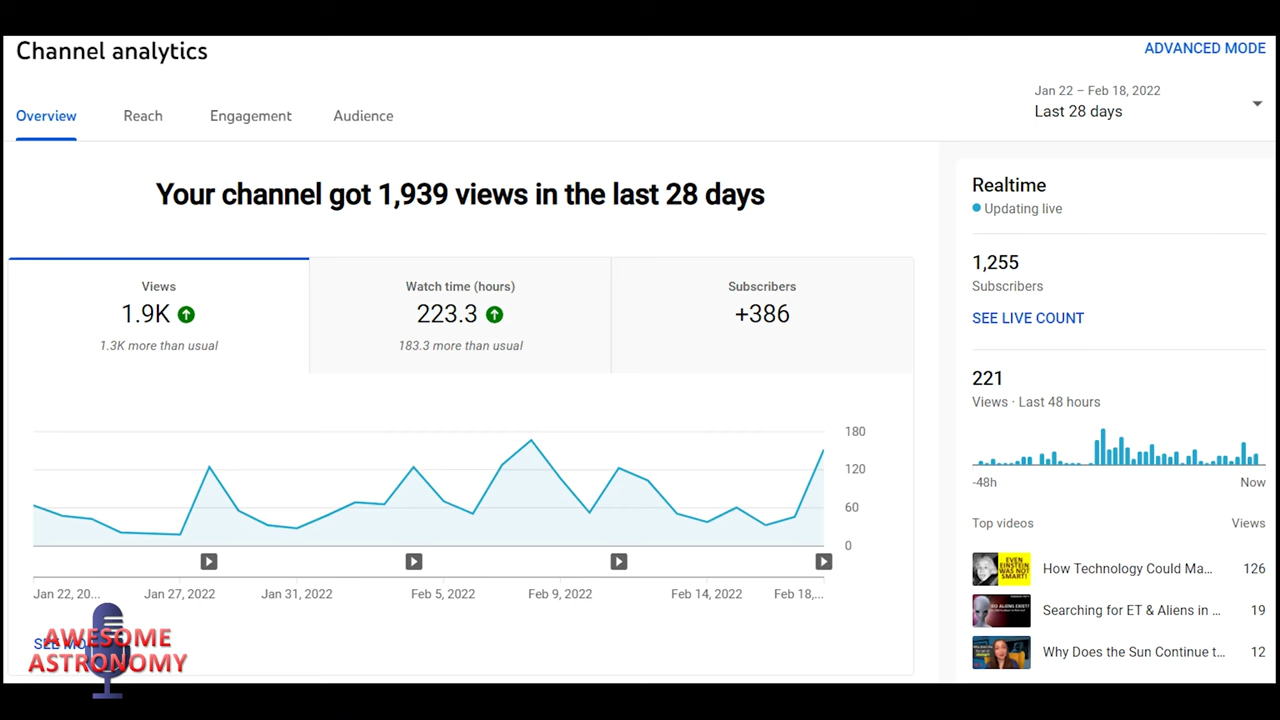 Channel analytics
ADVANCED MODE
Overview
Reach
Engagement
Audience
Jan 22 – Feb 18, 2022
Last 28 days
Your channel got 1,939 views in the last 28 days
Views
1.9K
1.3K more than usual
Watch time (hours)
223.3
183.3 more than usual
Subscribers
+386
180
120
60
0
Jan 22, 20...
Jan 27, 2022
Jan 31, 2022
Feb 5, 2022
Feb 9, 2022
Feb 14, 2022
Feb 18,...
SEE MO
AWESOME
ASTRONOMY
Realtime
Updating live
1,255
Subscribers
SEE LIVE COUNT
221
Views · Last 48 hours
-48h
Now
Top videos
Views
EVEN
EINSTEIN
WAS NOT
SMART!
How Technology Could Ma...
126
DO ALIENS EXIST?
Searching for ET & Aliens in ...
19
Why Does the Sun Continue t...
12